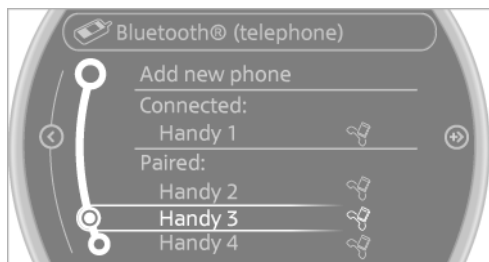 Bluetooth® (telephone)
Add new phone
Connected:
Handy 1
Paired:
Handy 2
Handy 3
Handy 4